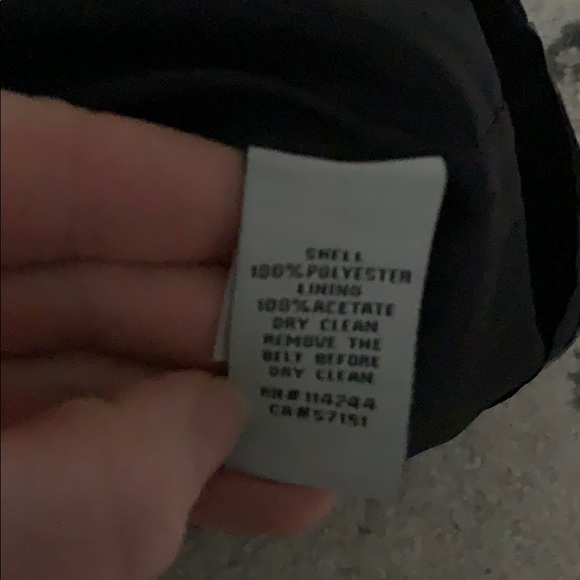 SHELL
100%POLYESTER
LINING
100%ACETATE
DRY CLEAN
REMOVE THE
BELT BEFORE
DRY CLEAN
RN#114244
CA#57151